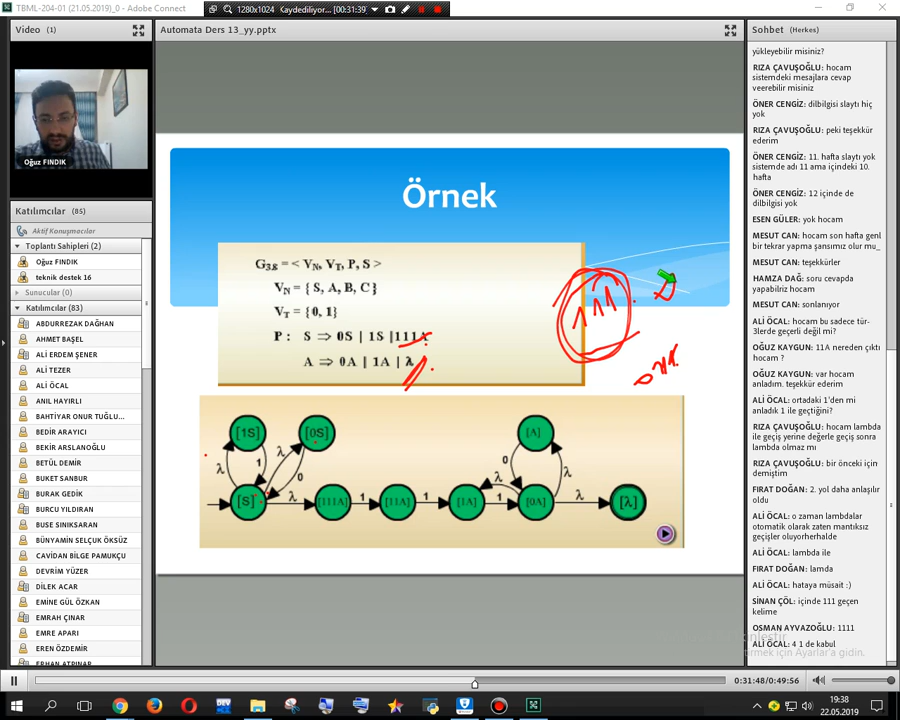 TBML-204-01 (21.05.2019)_0 - Adobe Connect
1280x1024 Kaydediliyor... [00:31:39]
Video (1)
Automata Ders 13_yy.pptx
Sohbet (Herkes)
Oğuz FINDIK
Katılımcılar (85)
Aktif Konuşmacılar
Toplantı Sahipleri (2)
Oğuz FINDIK
teknik destek 16
Sunucular (0)
Katılımcılar (83)
ABDURREZAK DAĞHAN
AHMET BAŞEL
ALİ ERDEM ŞENER
ALİ TEZER
ALİ ÖCAL
ANIL HAYIRLI
BAHTİYAR ONUR TUĞLU...
BEDİR ARAYICI
BEKİR ARSLANOĞLU
BETÜL DEMİR
BUKET SANBUR
BURAK GEDİK
BURCU YILDIRAN
BUSE SINIKSARAN
BÜNYAMİN SELÇUK ÖKSÜZ
CAVİDAN BİLGE PAMUKÇU
DEVRİM YÜZER
DİLEK ACAR
EMİNE GÜL ÖZKAN
EMRAH ÇINAR
EMRE APARI
EREN ÖZDEMİR
ERHAN ATPINAR
Örnek
G3.8 = < VN, VT, P, S >
VN = { S, A, B, C}
VT = {0, 1}
P : S ⇒ 0S | 1S |111A
A ⇒ 0A | 1A | λ
111
[1S]
[0S]
[A]
λ
1
λ
0
0
λ
λ
[S]
λ
[111A]
1
[11A]
1
[1A]
1
[0A]
λ
[λ]
yükleyebilir misiniz?
RIZA ÇAVUŞOĞLU: hocam
sistemdeki mesajlara cevap
veerebilir misiniz
ÖNER CENGİZ: dilbilgisi slaytı hiç
yok
RIZA ÇAVUŞOĞLU: peki teşekkür
ederim
ÖNER CENGİZ: 11. hafta slaytı yok
sistemde adı 11 ama içindeki 10.
hafta
ÖNER CENGİZ: 12 içinde de
dilbilgisi yok
ESEN GÜLER: yok hocam
MESUT CAN: hocam son hafta genl
bir tekrar yapma şansımız olur mu_
MESUT CAN: teşekkürler
HAMZA DAĞ: soru cevapda
yapabiliz hocam
MESUT CAN: sonlanıyor
ALİ ÖCAL: hocam bu sadece tür-
3lerde geçerli değil mi?
OĞUZ KAYGUN: 11A nereden çıktı
hocam ?
OĞUZ KAYGUN: var hocam
anladım. teşekkür ederim
ALİ ÖCAL: ortadaki 1'den mi
anladık 1 ile geçtiğini?
RIZA ÇAVUŞOĞLU: hocam lambda
ile geçiş yerine değerle geçiş sonra
lambda olmaz mı
RIZA ÇAVUŞOĞLU: bir önceki için
demiştim
FIRAT DOĞAN: 2. yol daha anlaşılır
oldu
ALİ ÖCAL: o zaman lambdalar
otomatik olarak zaten mantıksız
geçişler oluyorherhalde
ALİ ÖCAL: lambda ile
FIRAT DOĞAN: lamda
ALİ ÖCAL: hataya müsait :)
SİNAN ÇÖL: içinde 111 geçen
kelime
OSMAN AYVAZOĞLU: 1111
ALİ ÖCAL: 4 1 de kabul
0:31:48/0:49:56
19:38
22.05.2019